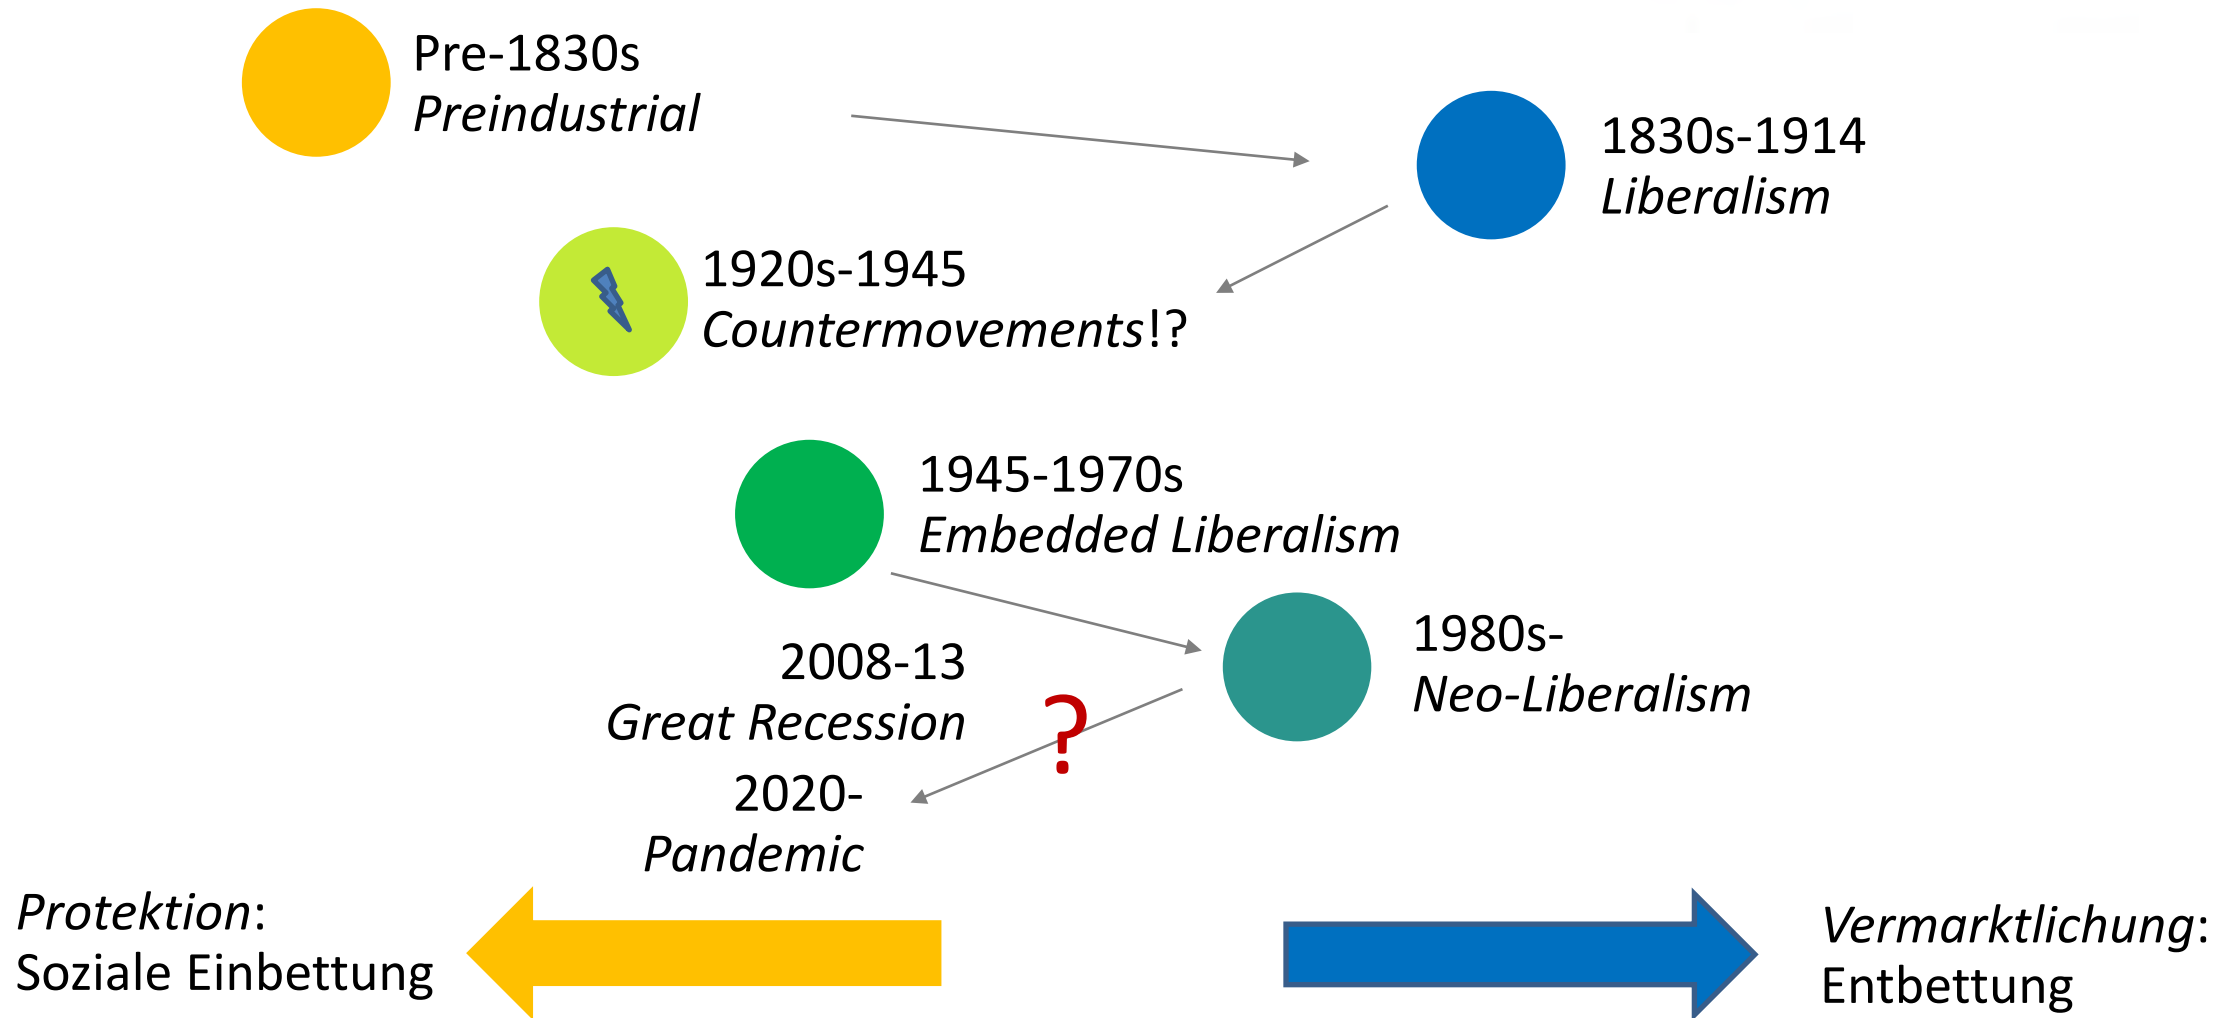 Pre-1830s
Preindustrial
1830s-1914
Liberalism
1920s-1945
Countermovements!?
1945-1970s
Embedded Liberalism
1980s-
Neo-Liberalism
2008-13
Great Recession
?
2020-
Pandemic
Protektion:
Soziale Einbettung
Vermarktlichung:
Entbettung